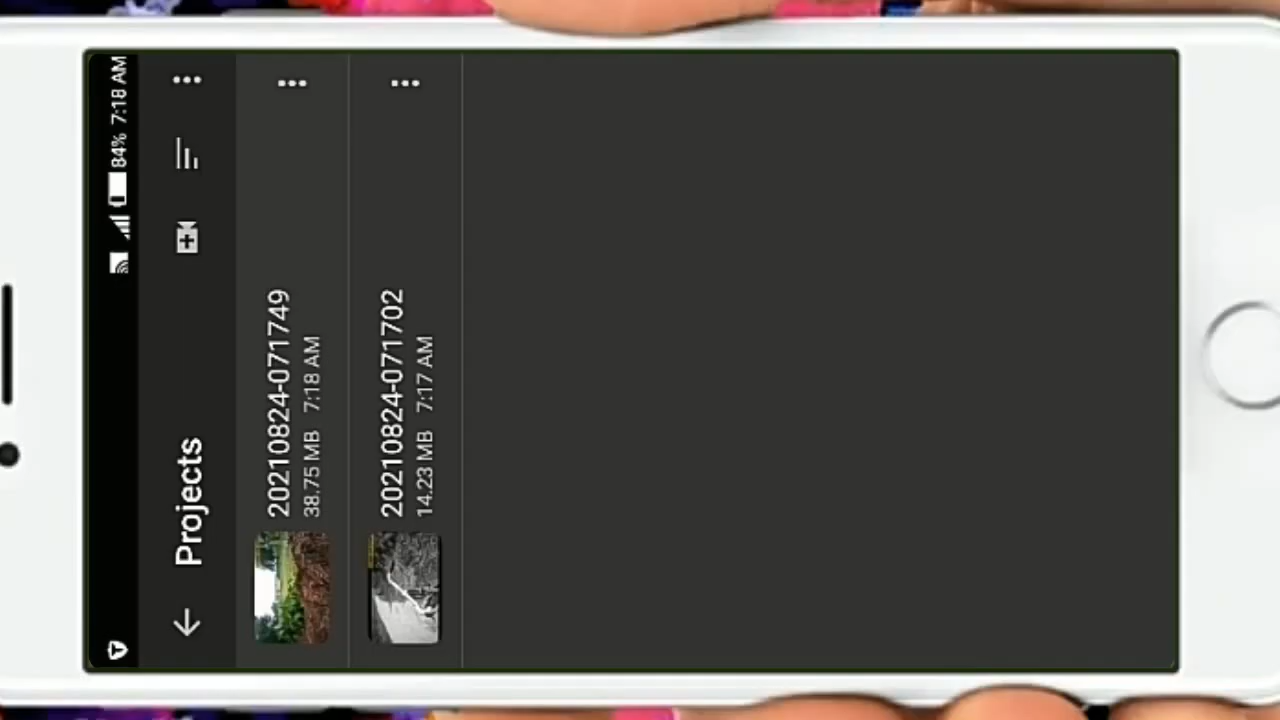 84% 7:18 AM
Projects
20210824-071749
38.75 MB 7:18 AM
20210824-071702
14.23 MB 7:17 AM